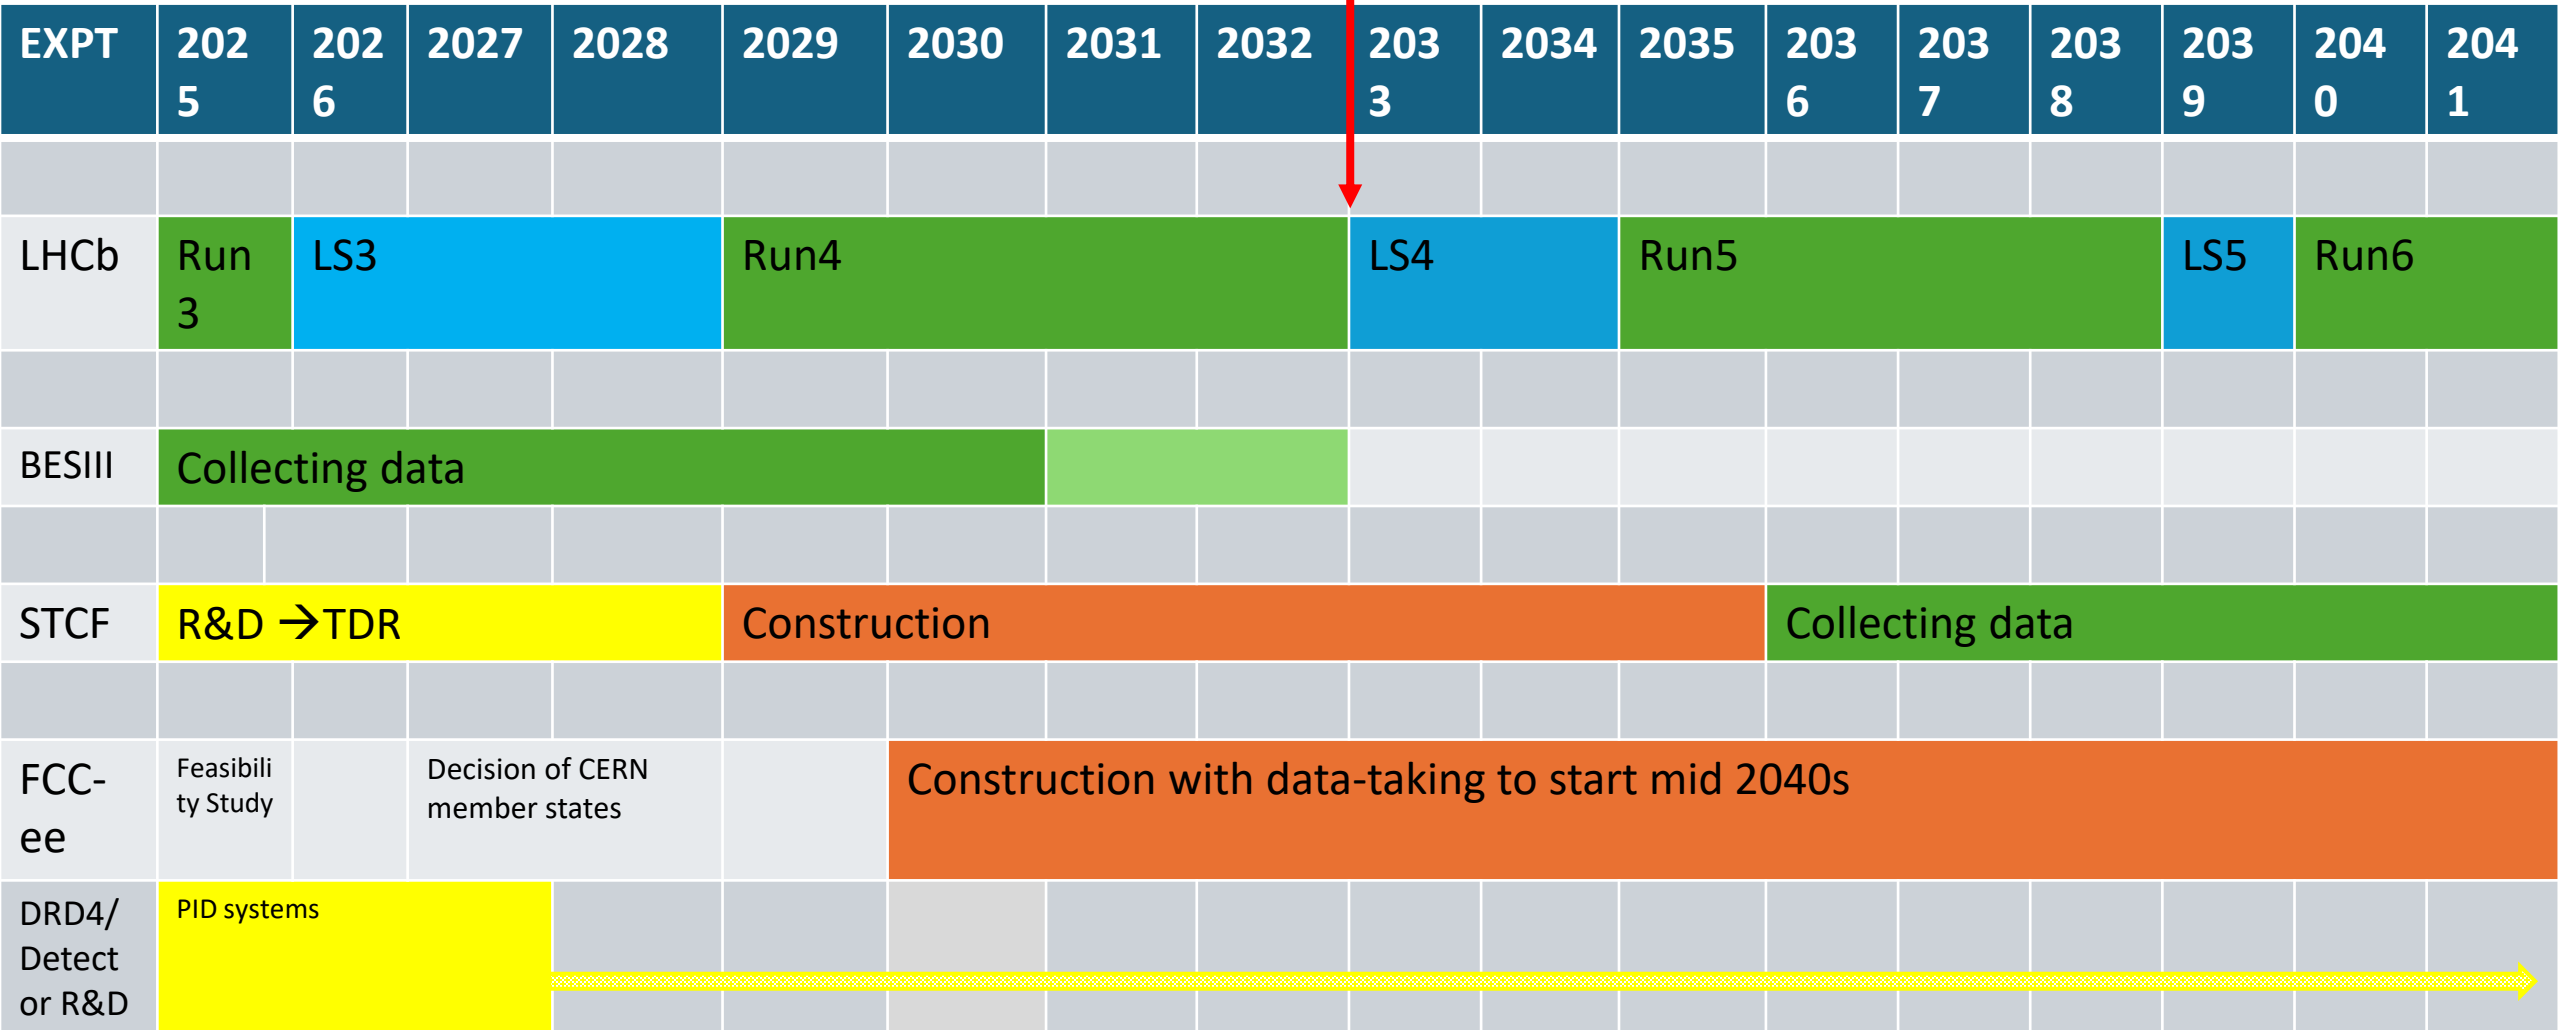 EXPT 202 202 2027 2028 2029 2030 2031 2032 203 2034 2035 203 203 203 203 204 204
5 6 3 6 7 8 9 0 1
LHCb Run LS3 Run4 LS4 Run5 LS5 Run6
3
BESIII Collecting data
STCF R&D →TDR Construction Collecting data
FCC-
ee
Feasibili
ty Study
Decision of CERN
member states
Construction with data-taking to start mid 2040s
DRD4/
Detect
or R&D
PID systems